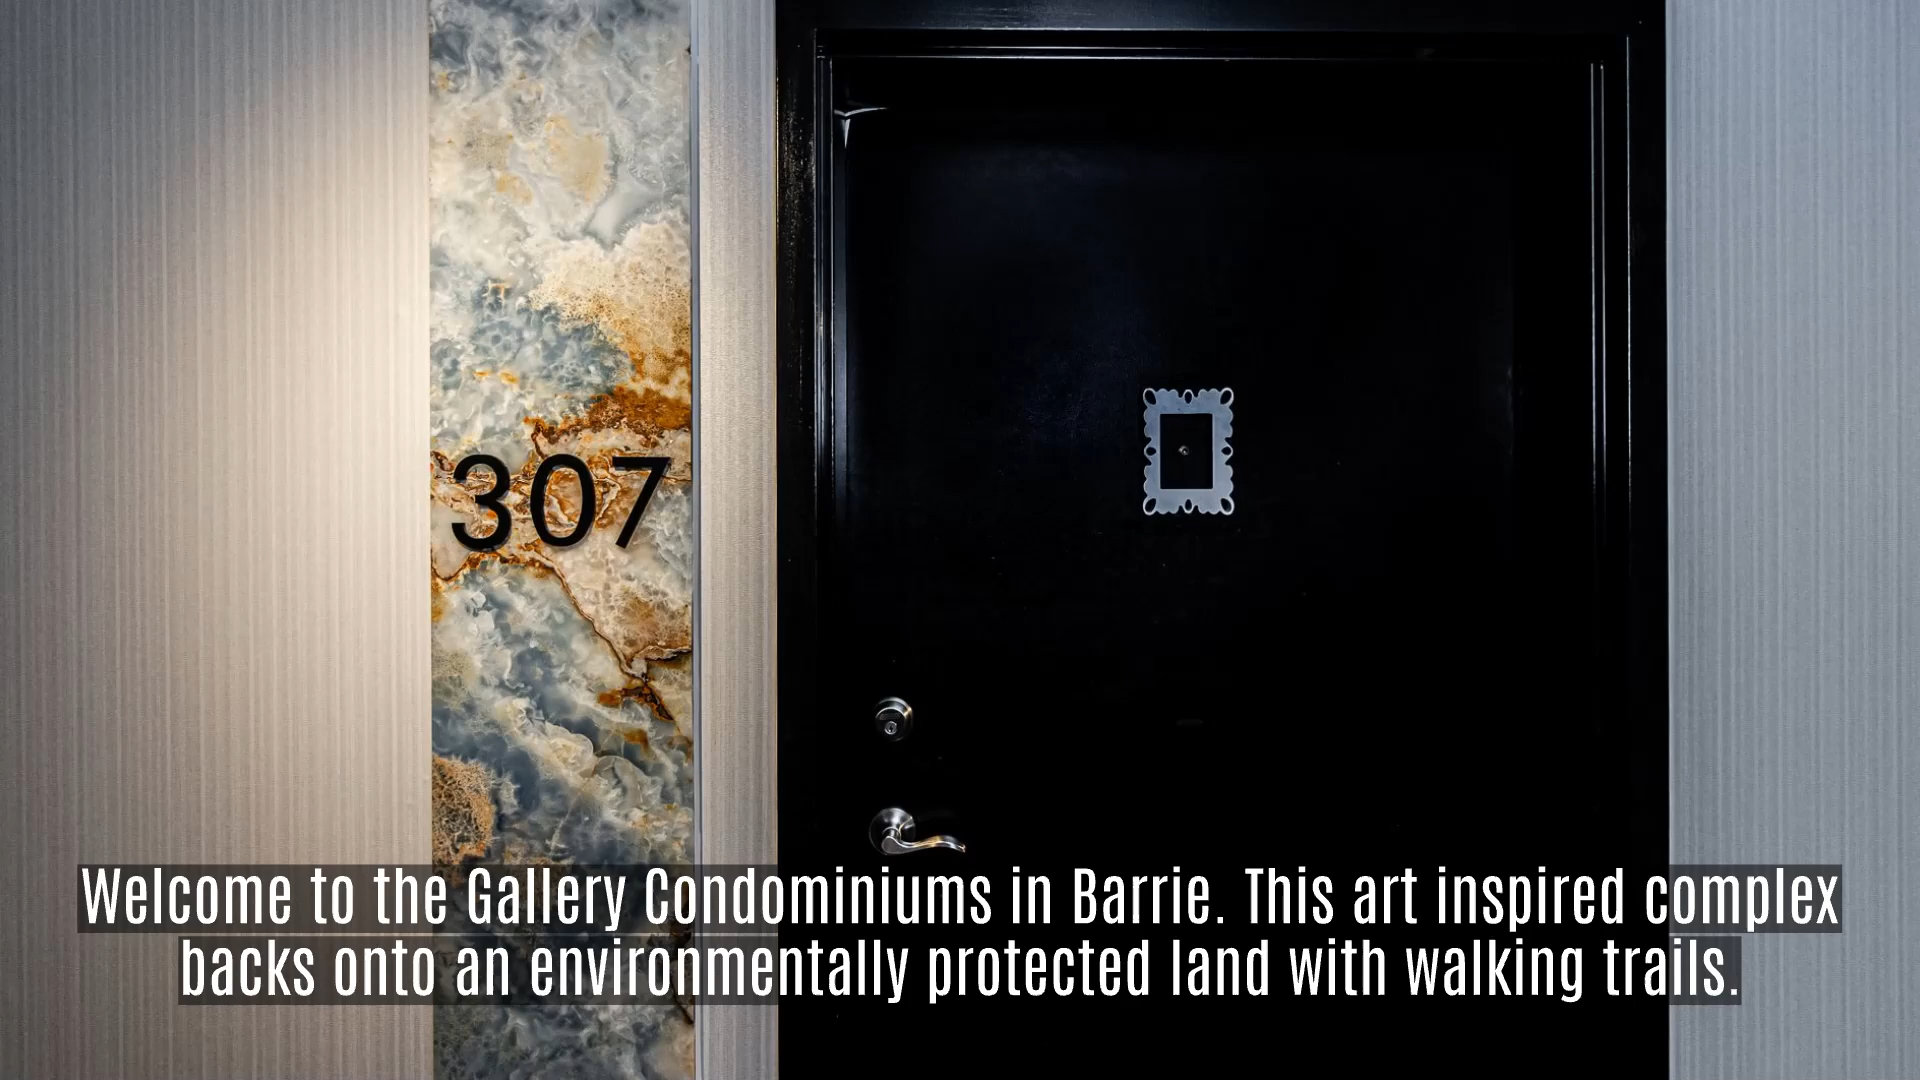 307
Welcome to the Gallery Condominiums in Barrie. This art inspired complex
backs onto an environmentally protected land with walking trails.